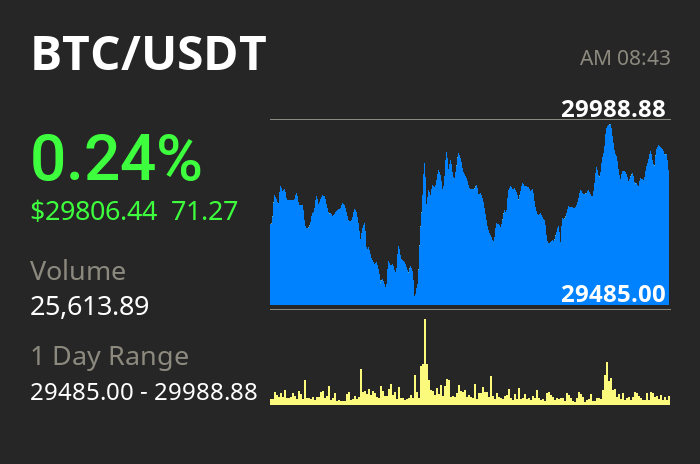 BTC/USDT
AM 08:43
29988.88
0.24%
$29806.44 71.27
Volume
25,613.89
29485.00
1 Day Range
29485.00 - 29988.88